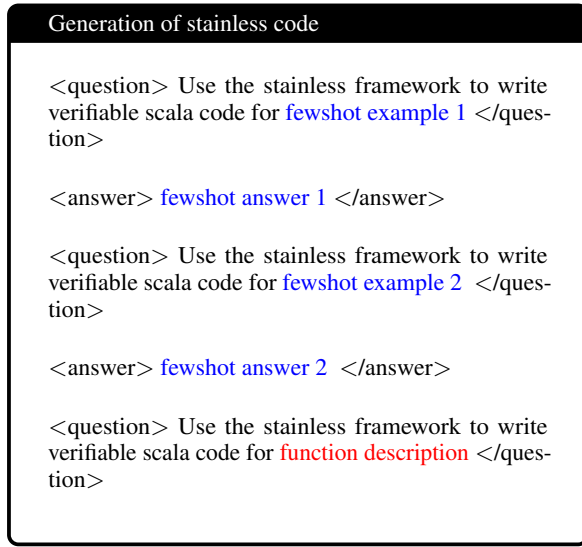 Generation of stainless code
<question> Use the stainless framework to write
verifiable scala code for fewshot example 1 </ques-
tion>
<answer> fewshot answer 1 </answer>
<question> Use the stainless framework to write
verifiable scala code for fewshot example 2 </ques-
tion>
<answer> fewshot answer 2 </answer>
<question> Use the stainless framework to write
verifiable scala code for function description </ques-
tion>